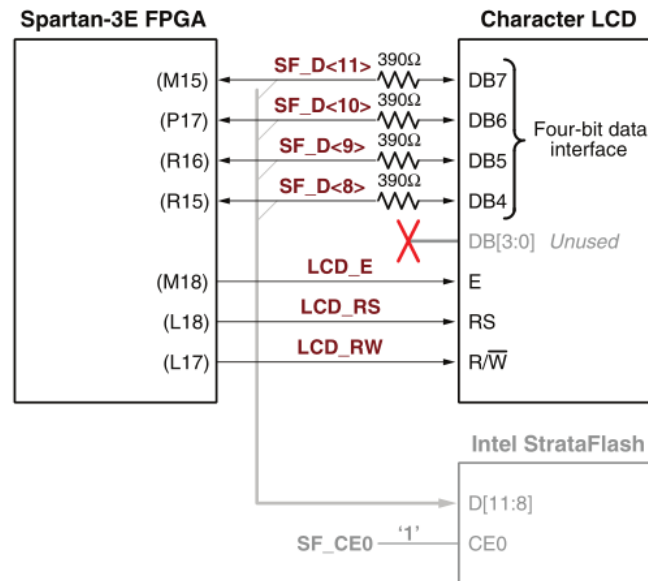 Spartan-3E FPGA
Character LCD
(M15) SF_D<11> 390Ω DB7
(P17) SF_D<10> 390Ω DB6
(R16) SF_D<9> 390Ω DB5
(R15) SF_D<8> 390Ω DB4
Four-bit data
interface
DB[3:0] Unused
(M18) LCD_E E
(L18) LCD_RS RS
(L17) LCD_RW R/W̅
Intel StrataFlash
D[11:8]
SF_CE0 ‘1’ CE0